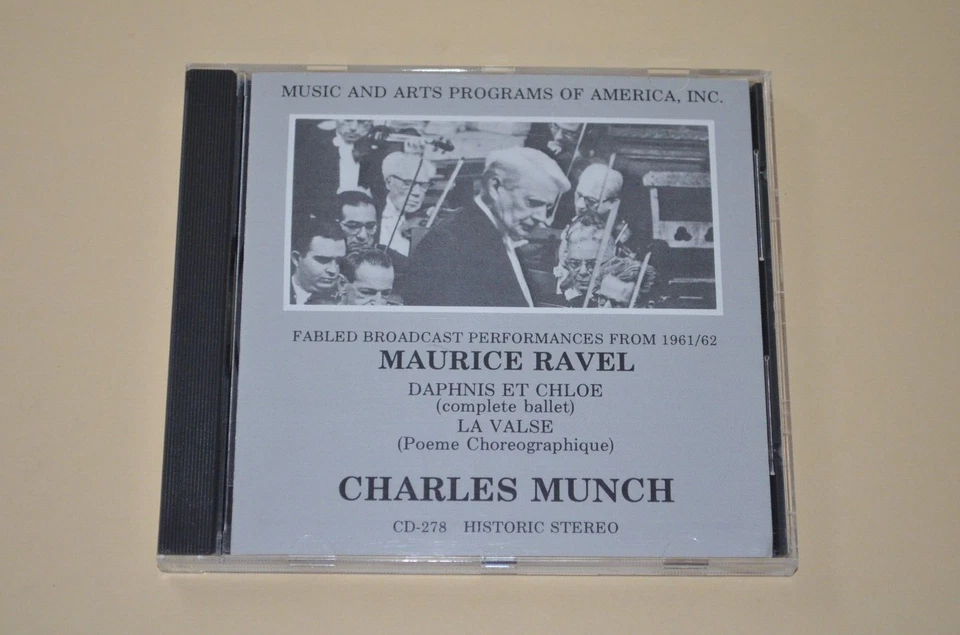 MUSIC AND ARTS PROGRAMS OF AMERICA, INC.
FABLED BROADCAST PERFORMANCES FROM 1961/62
MAURICE RAVEL
DAPHNIS ET CHLOE
(complete ballet)
LA VALSE
(Poeme Choreographique)
CHARLES MUNCH
CD-278 HISTORIC STEREO